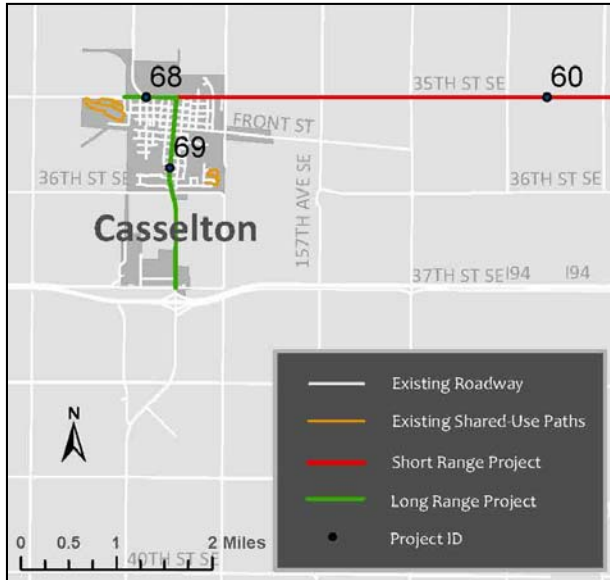 68
35TH ST SE
60
FRONT ST
69
36TH ST SE
36TH ST SE
157TH AVE SE
Casselton
37TH ST SE
I94
I94
N
0 0.5 1 2 Miles
40TH ST SE
Existing Roadway
Existing Shared-Use Paths
Short Range Project
Long Range Project
Project ID